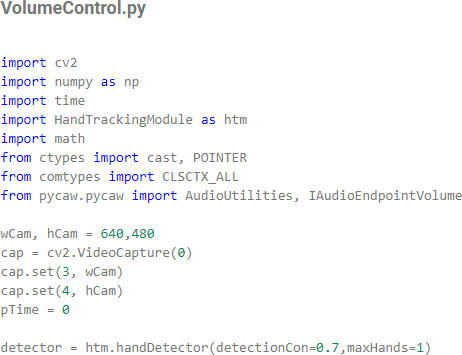 VolumeControl.py
import cv2
import numpy as np
import time
import HandTrackingModule as htm
import math
from ctypes import cast, POINTER
from comtypes import CLSCTX_ALL
from pycaw.pycaw import AudioUtilities, IAudioEndpointVolume
wCam, hCam = 640,480
cap = cv2.VideoCapture(0)
cap.set(3, wCam)
cap.set(4, hCam)
pTime = 0
detector = htm.handDetector(detectionCon=0.7,maxHands=1)